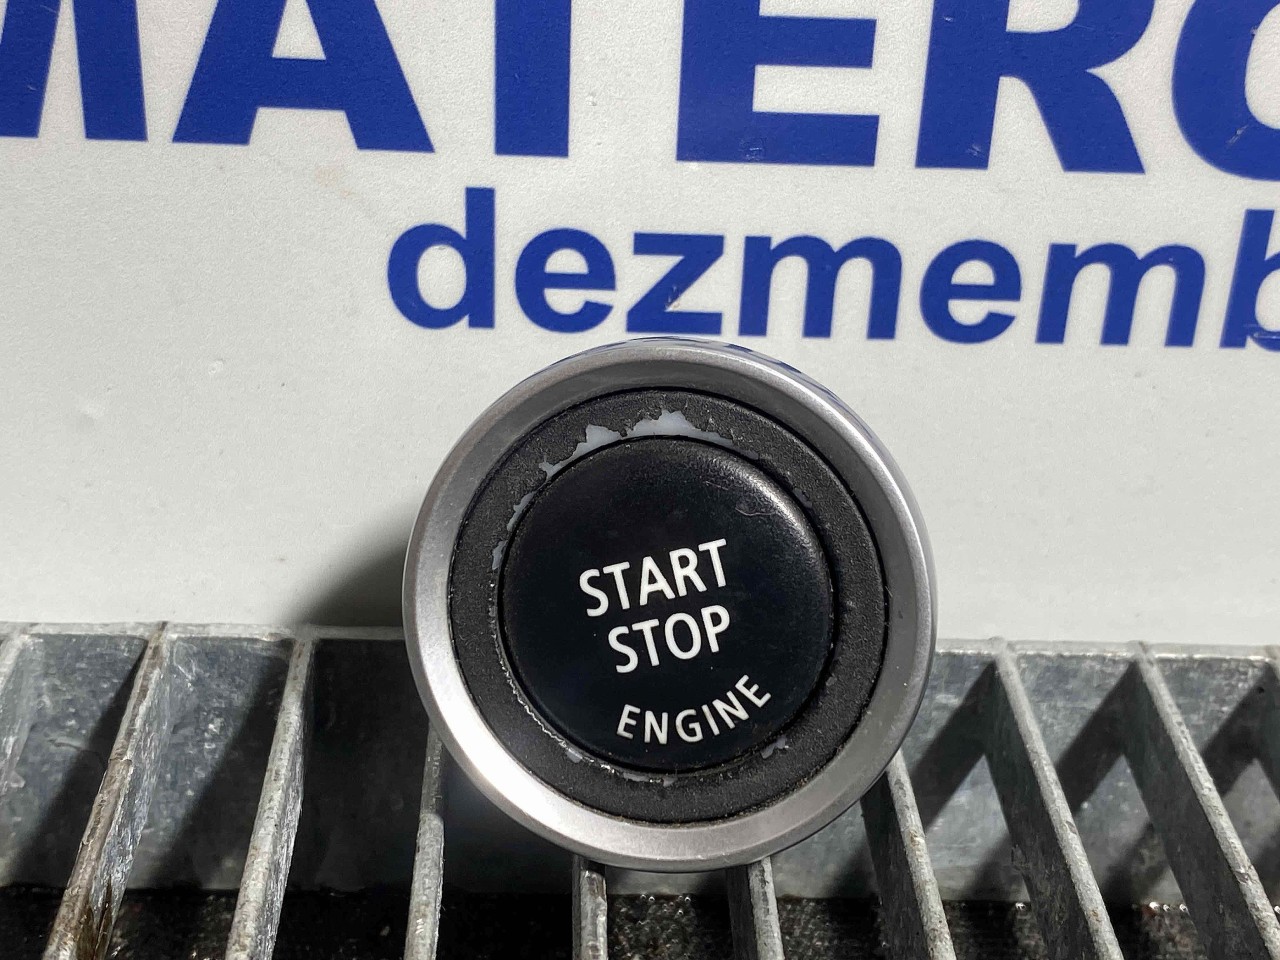 MATERO
dezmemb
START
STOP
ENGINE